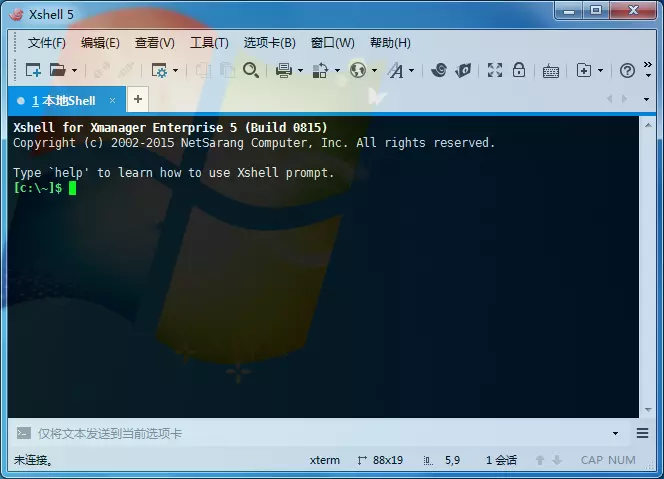 Xshell 5
文件(F) 编辑(E) 查看(V) 工具(T) 选项卡(B) 窗口(W) 帮助(H)
1 本地Shell × +
Xshell for Xmanager Enterprise 5 (Build 0815)
Copyright (c) 2002-2015 NetSarang Computer, Inc. All rights reserved.
Type `help' to learn how to use Xshell prompt.
[c:\~]$
仅将文本发送到当前选项卡
未连接。 xterm 88x19 5,9 1 会话 CAP NUM